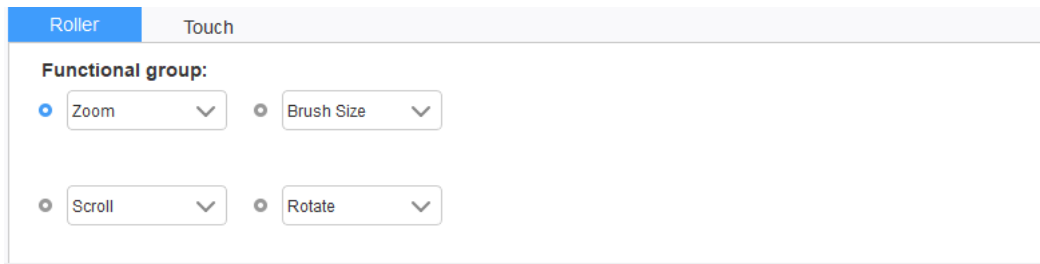 Roller Touch
Functional group:
Zoom Brush Size
Scroll Rotate